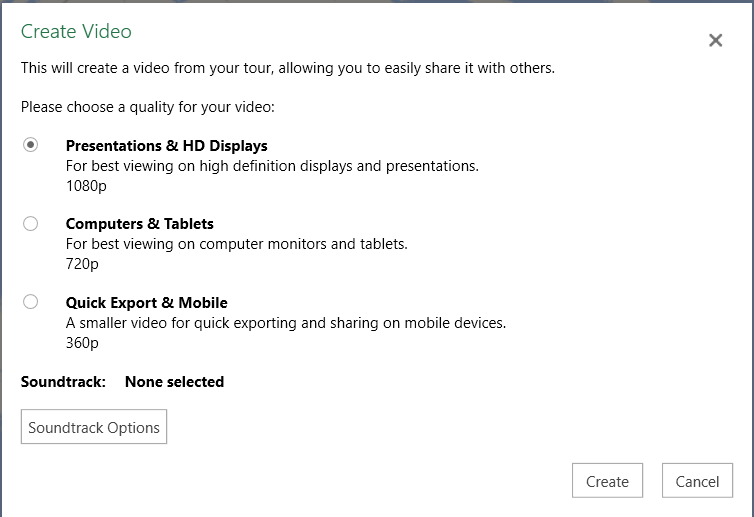 Create Video
This will create a video from your tour, allowing you to easily share it with others.
Please choose a quality for your video:
Presentations & HD Displays
For best viewing on high definition displays and presentations.
1080p
Computers & Tablets
For best viewing on computer monitors and tablets.
720p
Quick Export & Mobile
A smaller video for quick exporting and sharing on mobile devices.
360p
Soundtrack: None selected
Soundtrack Options
Create Cancel